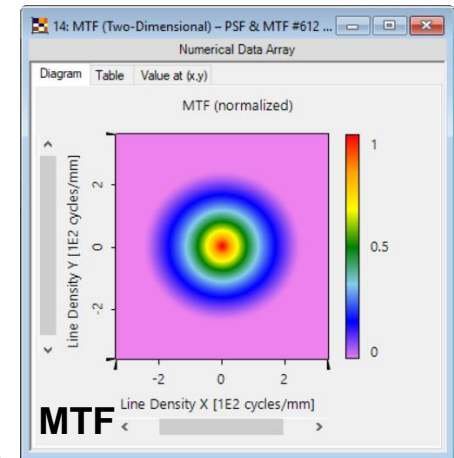 14: MTF (Two-Dimensional) – PSF & MTF #612 ...
Numerical Data Array
Diagram Table Value at (x,y)
MTF (normalized)
Line Density Y [1E2 cycles/mm]
2
0
-2
1
0.5
0
-2 0 2
Line Density X [1E2 cycles/mm]
MTF